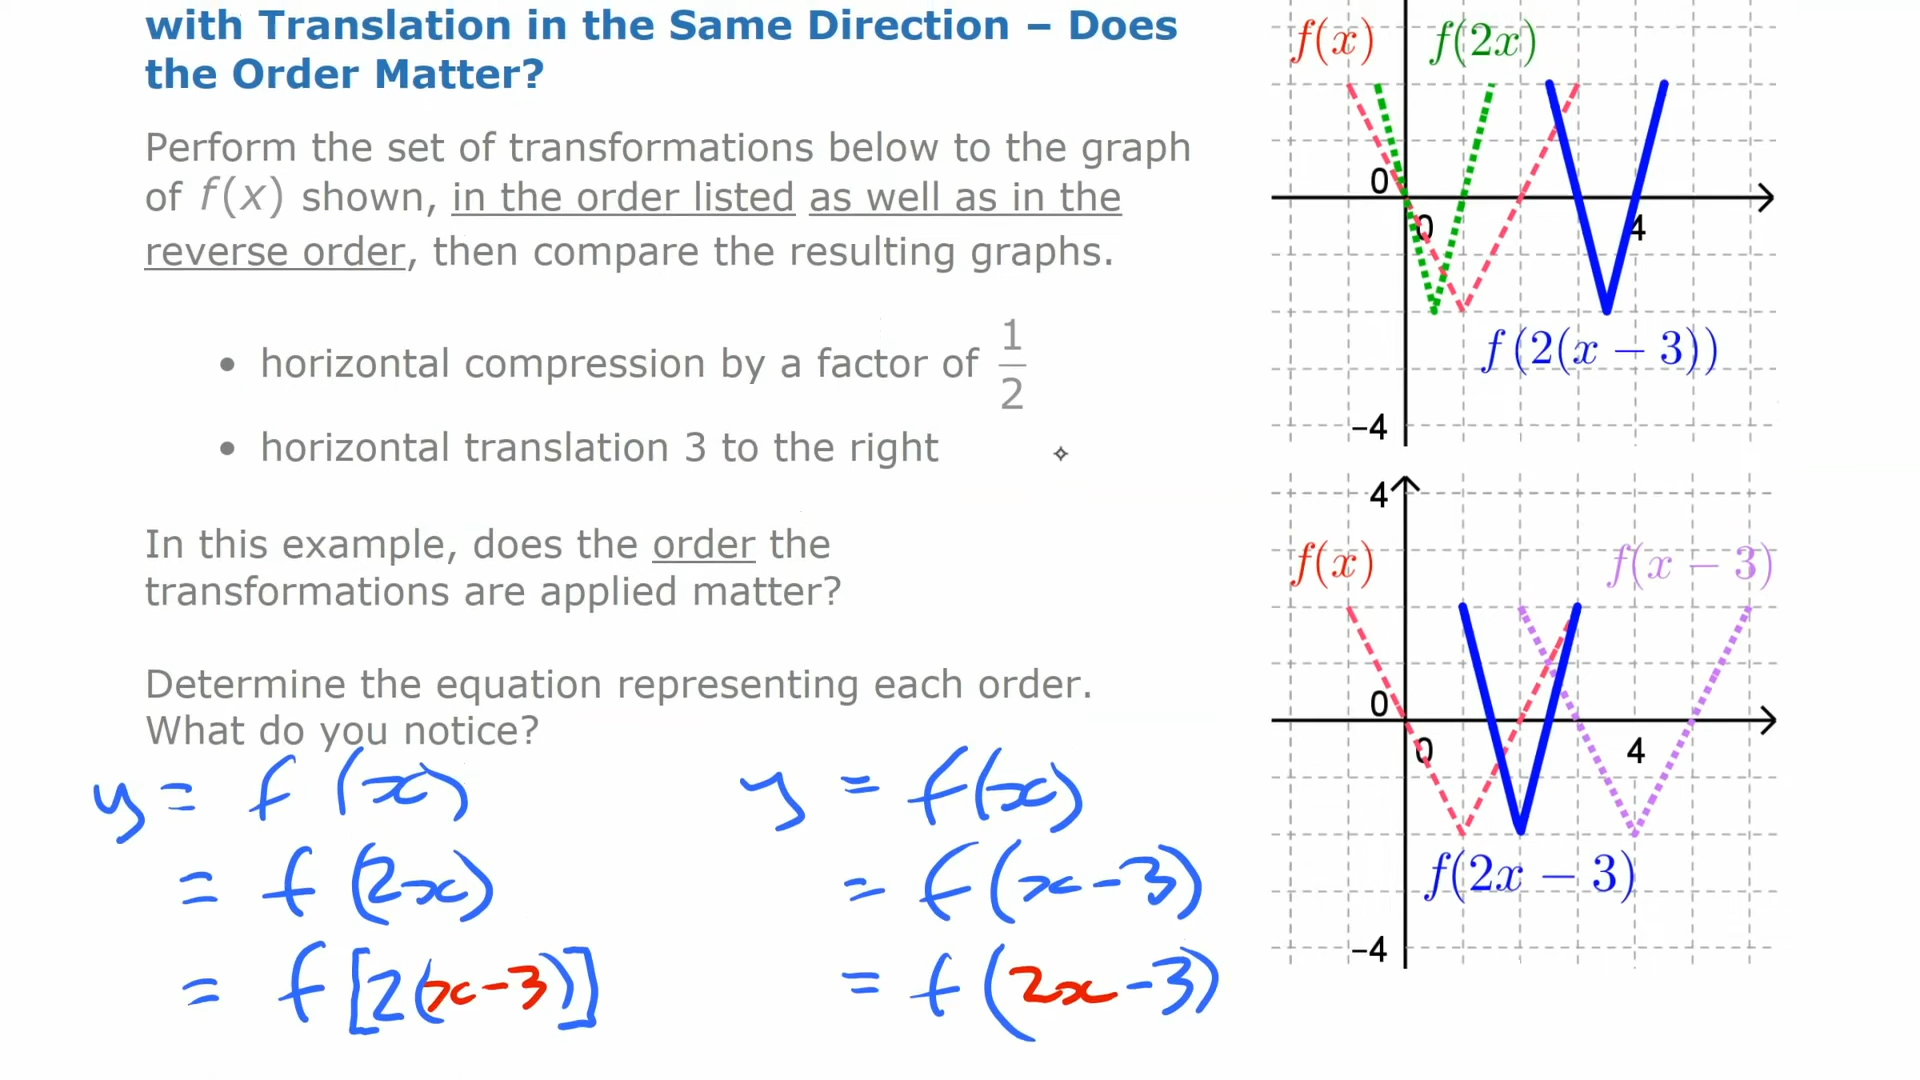 with Translation in the Same Direction – Does
the Order Matter?
Perform the set of transformations below to the graph
of f(x) shown, in the order listed as well as in the
reverse order, then compare the resulting graphs.
• horizontal compression by a factor of 1/2
• horizontal translation 3 to the right
In this example, does the order the
transformations are applied matter?
Determine the equation representing each order.
What do you notice?
y = f(x)
= f(2x)
= f[2(x-3)]
y = f(x)
= f(x-3)
= f(2x-3)
f(x)
f(2x)
0
0
4
f(2(x − 3))
−4
4
f(x)
f(x − 3)
0
0
4
f(2x − 3)
−4